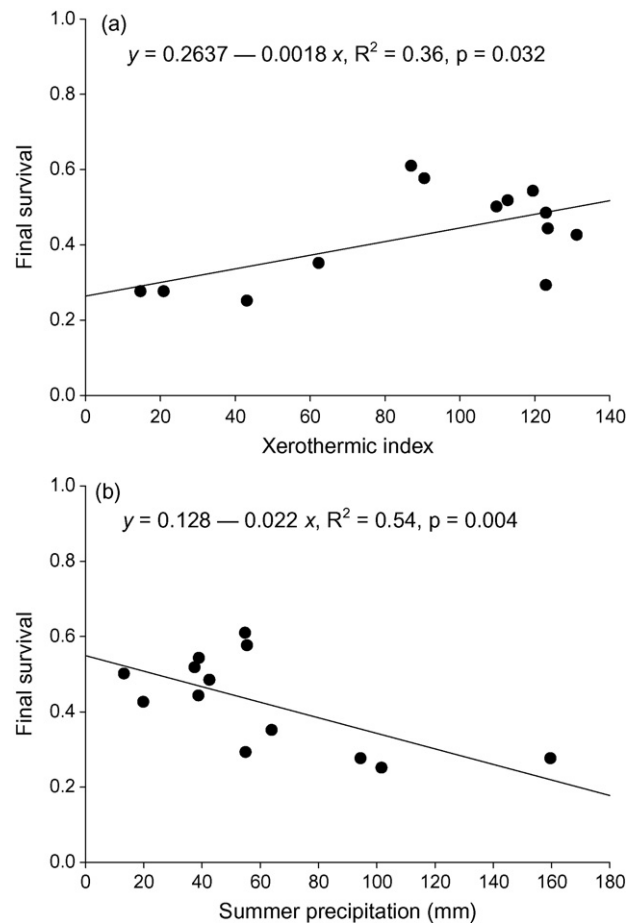 (a)
y = 0.2637 — 0.0018 x, R² = 0.36, p = 0.032
1.0
0.8
0.6
0.4
0.2
0.0
Final survival
0 20 40 60 80 100 120 140
Xerothermic index
(b)
y = 0.128 — 0.022 x, R² = 0.54, p = 0.004
1.0
0.8
0.6
0.4
0.2
0.0
Final survival
0 20 40 60 80 100 120 140 160 180
Summer precipitation (mm)